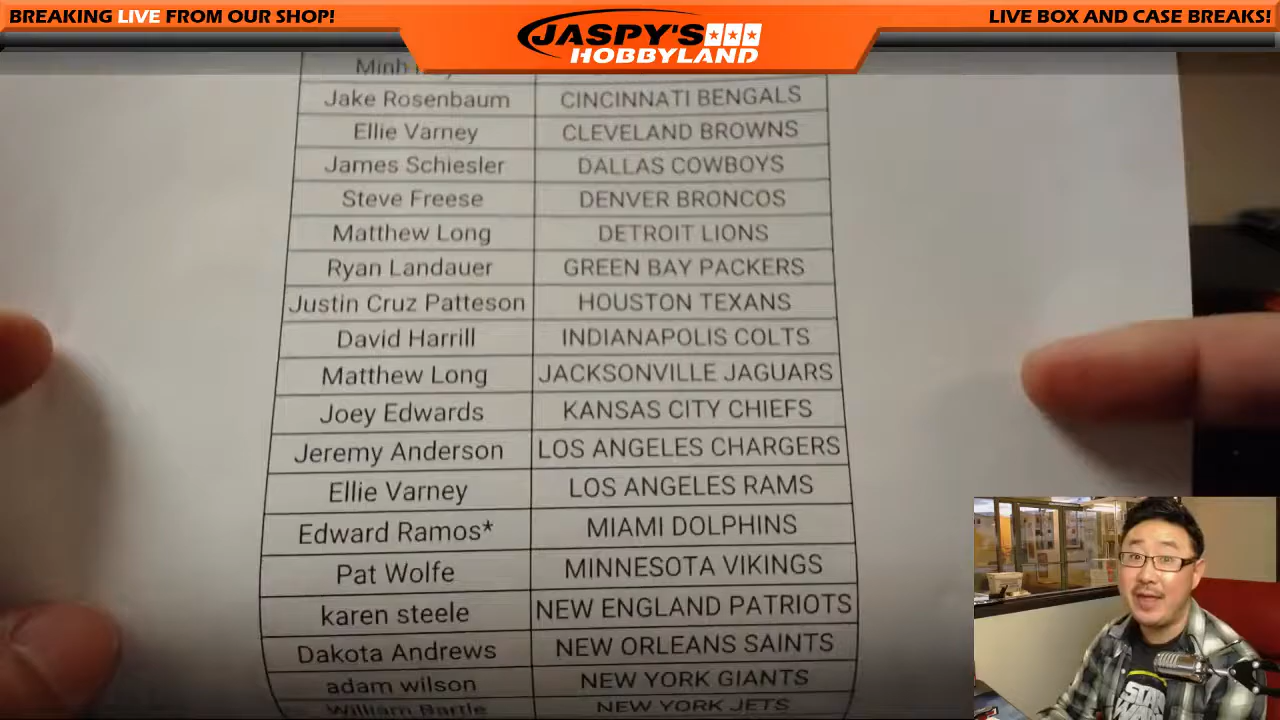 BREAKING LIVE FROM OUR SHOP!
JASPY'S
HOBBYLAND
LIVE BOX AND CASE BREAKS!
Minh
Jake Rosenbaum CINCINNATI BENGALS
Ellie Varney CLEVELAND BROWNS
James Schiesler DALLAS COWBOYS
Steve Freese DENVER BRONCOS
Matthew Long DETROIT LIONS
Ryan Landauer GREEN BAY PACKERS
Justin Cruz Patteson HOUSTON TEXANS
David Harrill INDIANAPOLIS COLTS
Matthew Long JACKSONVILLE JAGUARS
Joey Edwards KANSAS CITY CHIEFS
Jeremy Anderson LOS ANGELES CHARGERS
Ellie Varney LOS ANGELES RAMS
Edward Ramos* MIAMI DOLPHINS
Pat Wolfe MINNESOTA VIKINGS
karen steele NEW ENGLAND PATRIOTS
Dakota Andrews NEW ORLEANS SAINTS
adam wilson NEW YORK GIANTS
William Bartle NEW YORK JETS
STAR